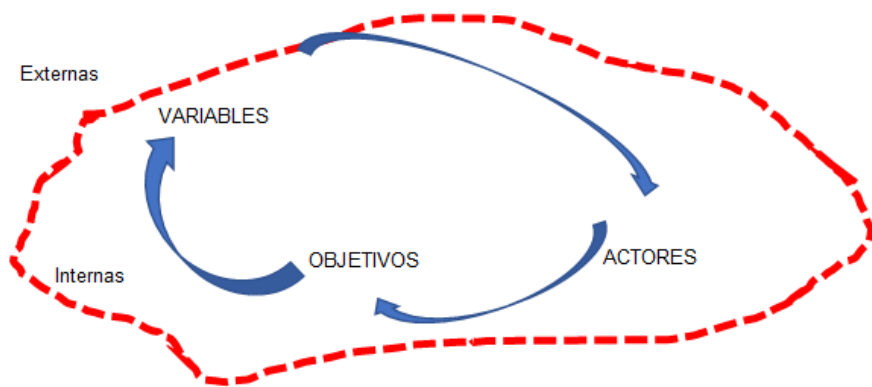 Externas
VARIABLES
Internas
OBJETIVOS
ACTORES